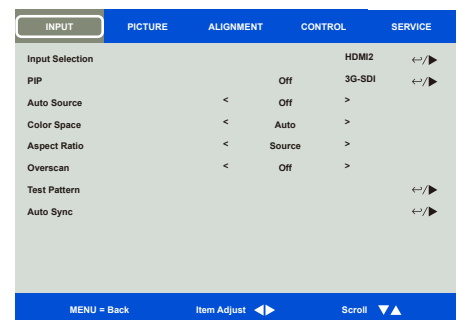 INPUT PICTURE ALIGNMENT CONTROL SERVICE
Input Selection HDMI2 ↩/▶
PIP Off 3G-SDI ↩/▶
Auto Source < Off >
Color Space < Auto >
Aspect Ratio < Source >
Overscan < Off >
Test Pattern ↩/▶
Auto Sync ↩/▶
MENU = Back Item Adjust ◀▶ Scroll ▼▲